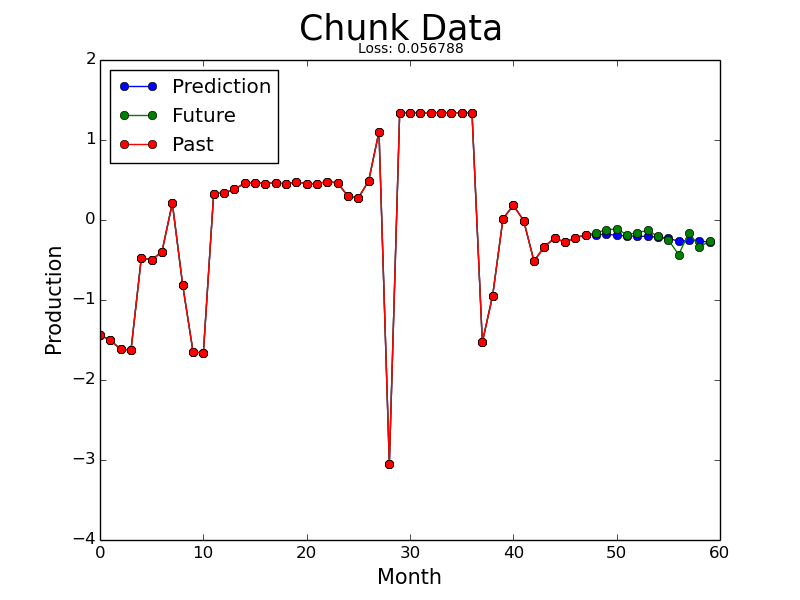 Chunk Data
Loss: 0.056788
Prediction
Future
Past
2
1
0
−1
−2
−3
−4
Production
0 10 20 30 40 50 60
Month